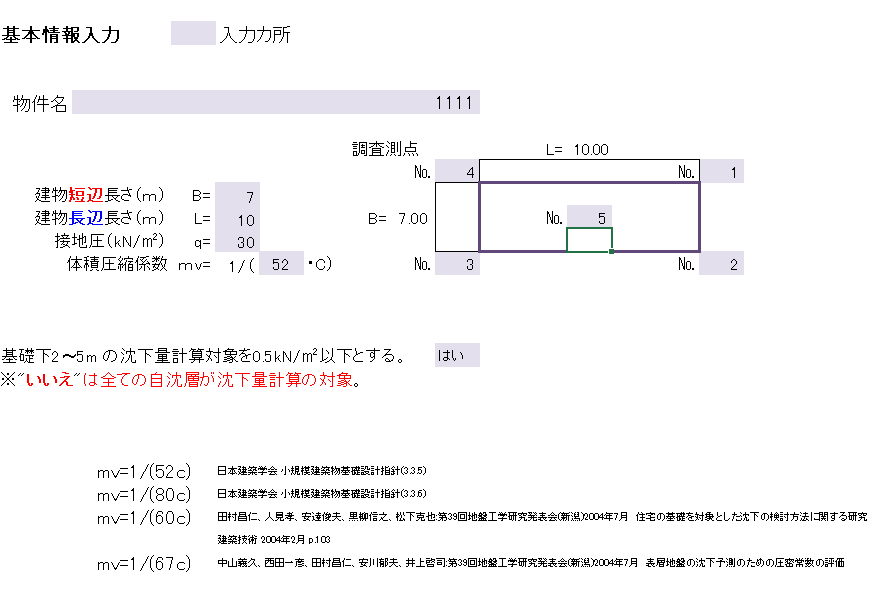 基本情報入力 入力カ所
物件名 1111
調査測点 L= 10.00
No. 4 No. 1
建物短辺長さ(m) B= 7
建物長辺長さ(m) L= 10 B= 7.00 No. 5
接地圧(kN/㎡) q= 30
体積圧縮係数 mv= 1/( 52 ・C) No. 3 No. 2
基礎下2~5m の沈下量計算対象を0.5kN/㎡以下とする。 はい
※"いいえ"は全ての自沈層が沈下量計算の対象。
mv=1/(52c) 日本建築学会 小規模建築物基礎設計指針(3.3.5)
mv=1/(80c) 日本建築学会 小規模建築物基礎設計指針(3.3.6)
mv=1/(60c) 田村昌仁、人見孝、安達俊夫、黒柳信之、松下克也:第39回地盤工学研究発表会(新潟)2004年7月 住宅の基礎を対象とした沈下の検討方法に関する研究
建築技術 2004年2月 p.103
mv=1/(67c) 中山義久、西田一彦、田村昌仁、安川郁夫、井上啓司:第39回地盤工学研究発表会(新潟)2004年7月 表層地盤の沈下予測のための圧密常数の評価